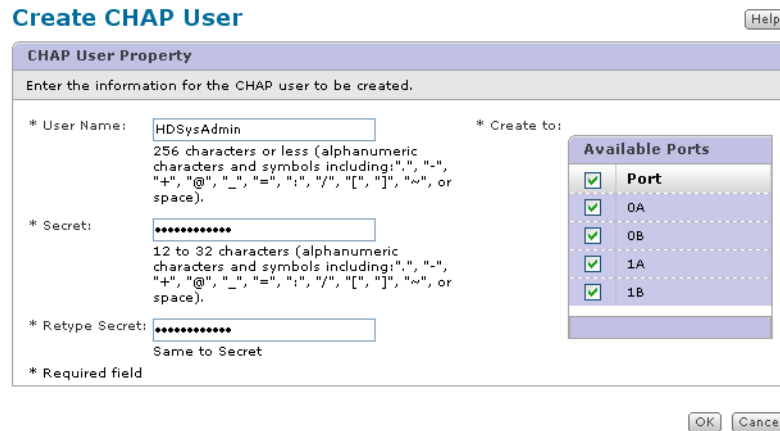 Create CHAP User
Help
CHAP User Property
Enter the information for the CHAP user to be created.
* User Name:
HDSysAdmin
256 characters or less (alphanumeric
characters and symbols including:".", "-",
"+", "@", "_", "=", ":", "/", "[", "]", "~", or
space).
* Secret:
••••••••••••
12 to 32 characters (alphanumeric
characters and symbols including:".", "-",
"+", "@", "_", "=", ":", "/", "[", "]", "~", or
space).
* Retype Secret:
••••••••••••
Same to Secret
* Required field
* Create to:
Available Ports
Port
0A
0B
1A
1B
OK
Cance